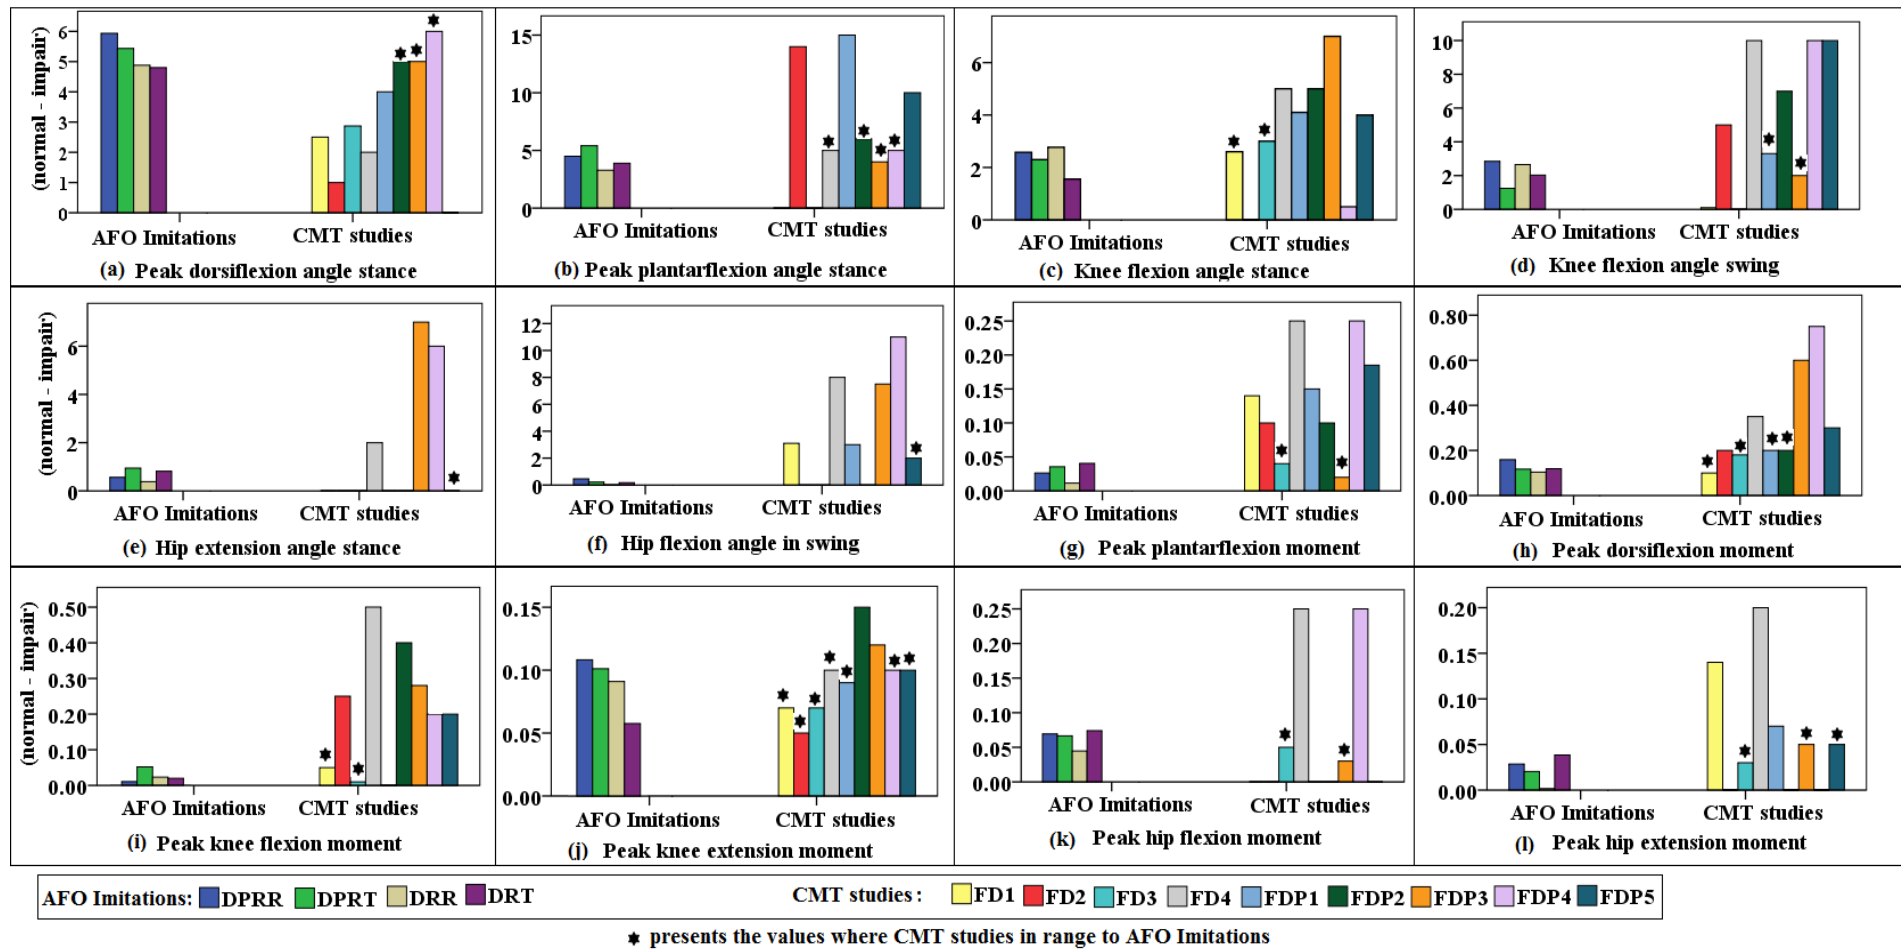 (normal - impair)
6
5
4
3
2
1
0
AFO Imitations
CMT studies
(a) Peak dorsiflexion angle stance
15
10
5
0
AFO Imitations
CMT studies
(b) Peak plantarflexion angle stance
6
4
2
0
AFO Imitations
CMT studies
(c) Knee flexion angle stance
10
8
6
4
2
0
AFO Imitations
CMT studies
(d) Knee flexion angle swing
(normal - impair)
6
4
2
0
AFO Imitations
CMT studies
(e) Hip extension angle stance
12
10
8
6
4
2
0
AFO Imitations
CMT studies
(f) Hip flexion angle in swing
0.25
0.20
0.15
0.10
0.05
0.00
AFO Imitations
CMT studies
(g) Peak plantarflexion moment
0.80
0.60
0.40
0.20
0.00
AFO Imitations
CMT studies
(h) Peak dorsiflexion moment
(normal - impair)
0.50
0.40
0.30
0.20
0.10
0.00
AFO Imitations
CMT studies
(i) Peak knee flexion moment
0.15
0.10
0.05
0.00
AFO Imitations
CMT studies
(j) Peak knee extension moment
0.25
0.20
0.15
0.10
0.05
0.00
AFO Imitations
CMT studies
(k) Peak hip flexion moment
0.20
0.15
0.10
0.05
0.00
AFO Imitations
CMT studies
(l) Peak hip extension moment
AFO Imitations: DPRR DPRT DRR DRT CMT studies : FD1 FD2 FD3 FD4 FDP1 FDP2 FDP3 FDP4 FDP5
presents the values where CMT studies in range to AFO Imitations